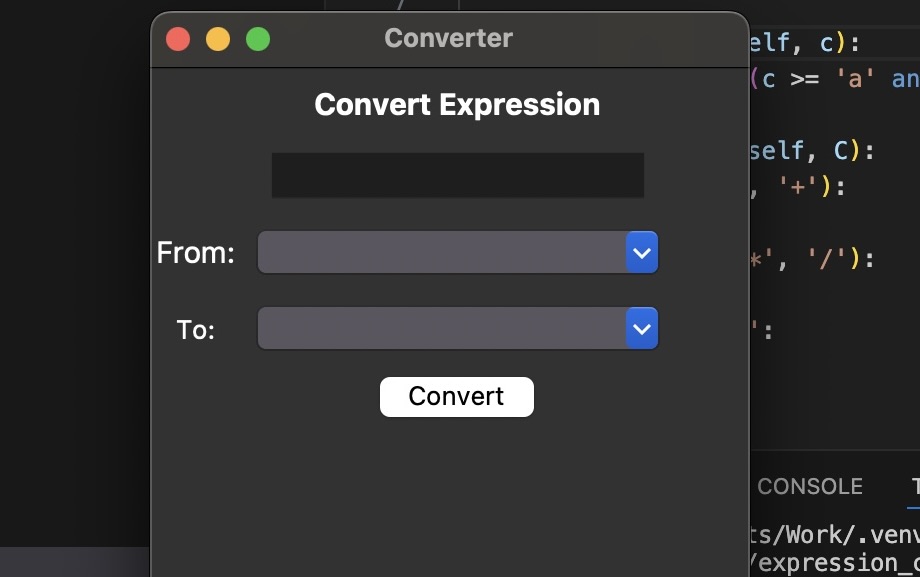 Converter
elf, c):
(c >= 'a' an
Convert Expression
self, C):
, '+'):
From:
*', '/'):
To:
':
Convert
CONSOLE
ts/Work/.venv
/expression_c